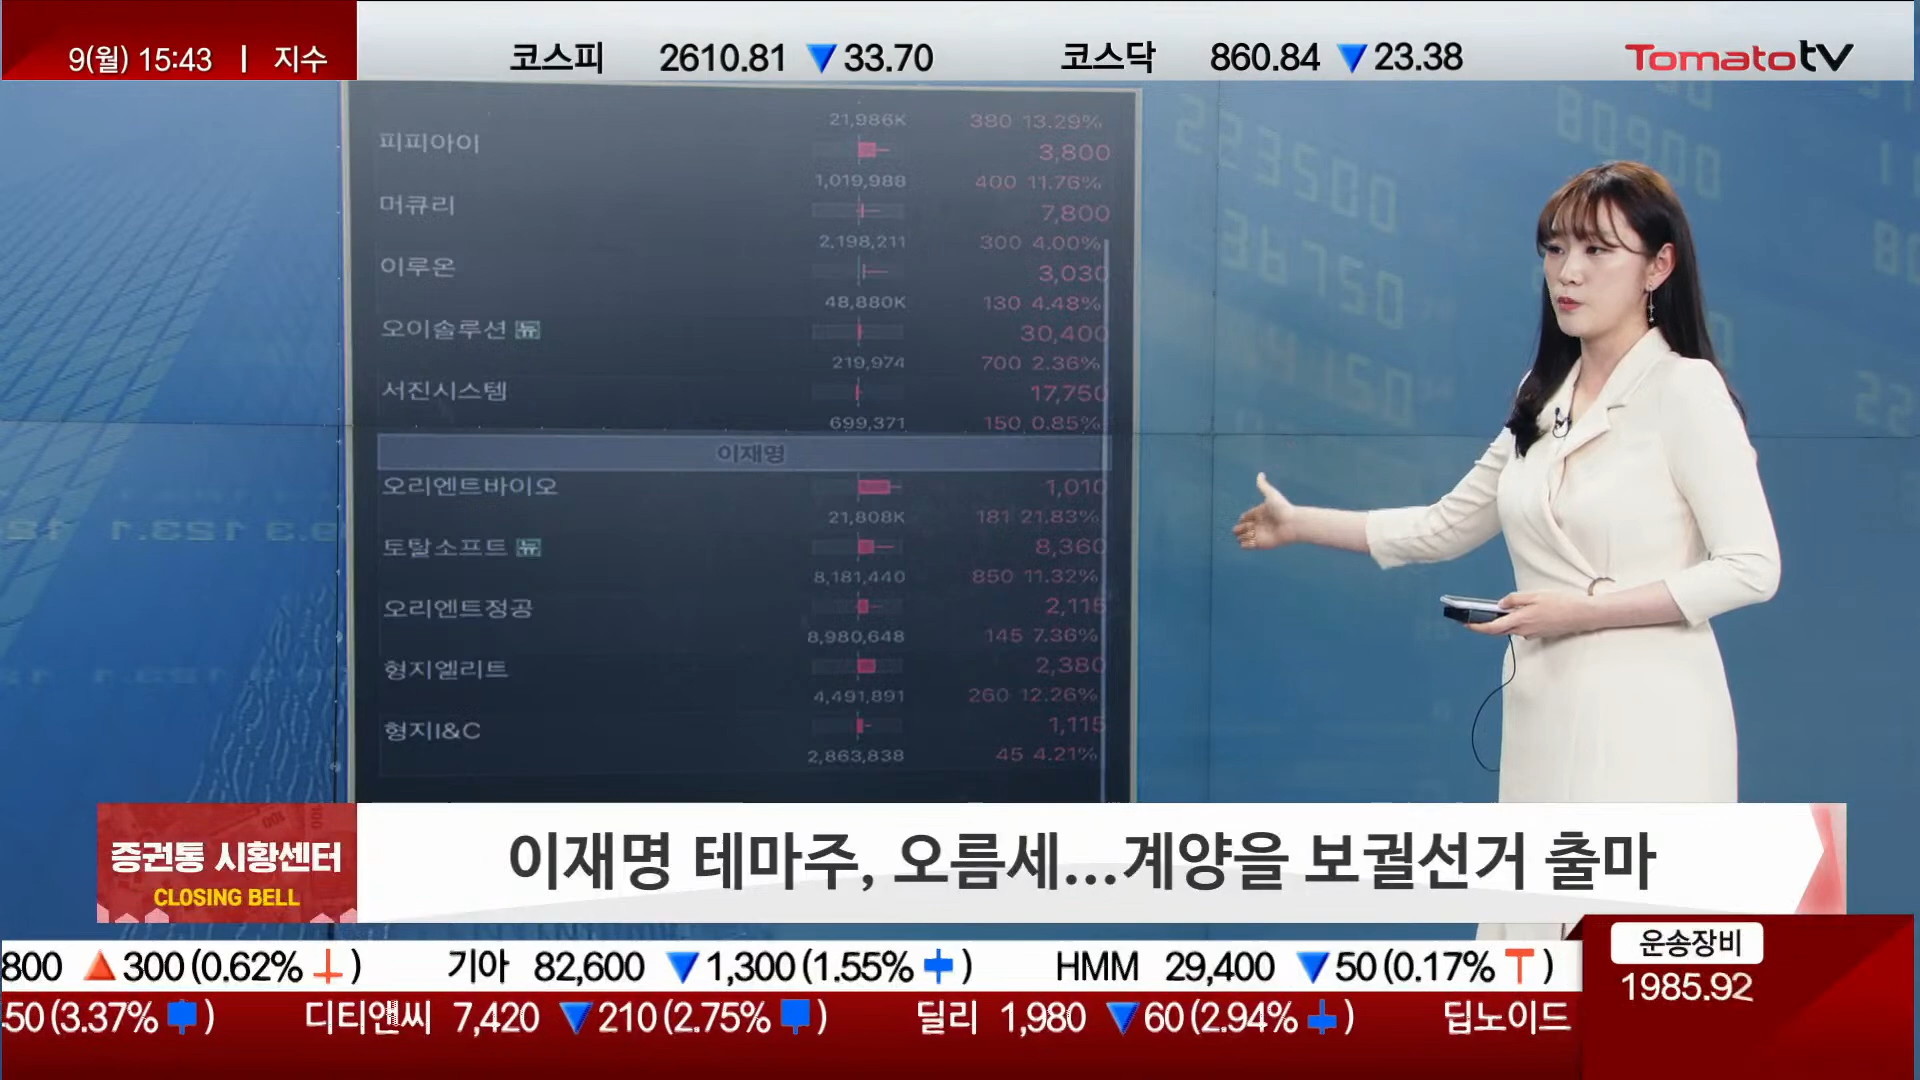 9(월) 15:43 | 지수
코스피 2610.81 ▼33.70 코스닥 860.84 ▼23.38
Tomatotv
21,986K 380 13.29%
피피아이 3,800
1,019,988 400 11.76%
머큐리 7,800
2,198,211 300 4.00%
이루온 3,030
48,880K 130 4.48%
오이솔루션 뉴 30,400
219,974 700 2.36%
서진시스템 17,750
699,371 150 0.85%
이재명
오리엔트바이오 1,010
21,808K 181 21.83%
토탈소프트 뉴 8,360
8,181,440 850 11.32%
오리엔트정공 2,115
8,980,648 145 7.36%
형지엘리트 2,380
4,491,891 260 12.26%
형지I&C 1,115
2,863,838 45 4.21%
223500
36750
80900
증권통 시황센터
CLOSING BELL
이재명 테마주, 오름세...계양을 보궐선거 출마
800 ▲300(0.62%) 기아 82,600 ▼1,300(1.55%) HMM 29,400 ▼50(0.17%)
50(3.37%) 디티앤씨 7,420 ▼210(2.75%) 딜리 1,980 ▼60(2.94%) 딥노이드
운송장비
1985.92